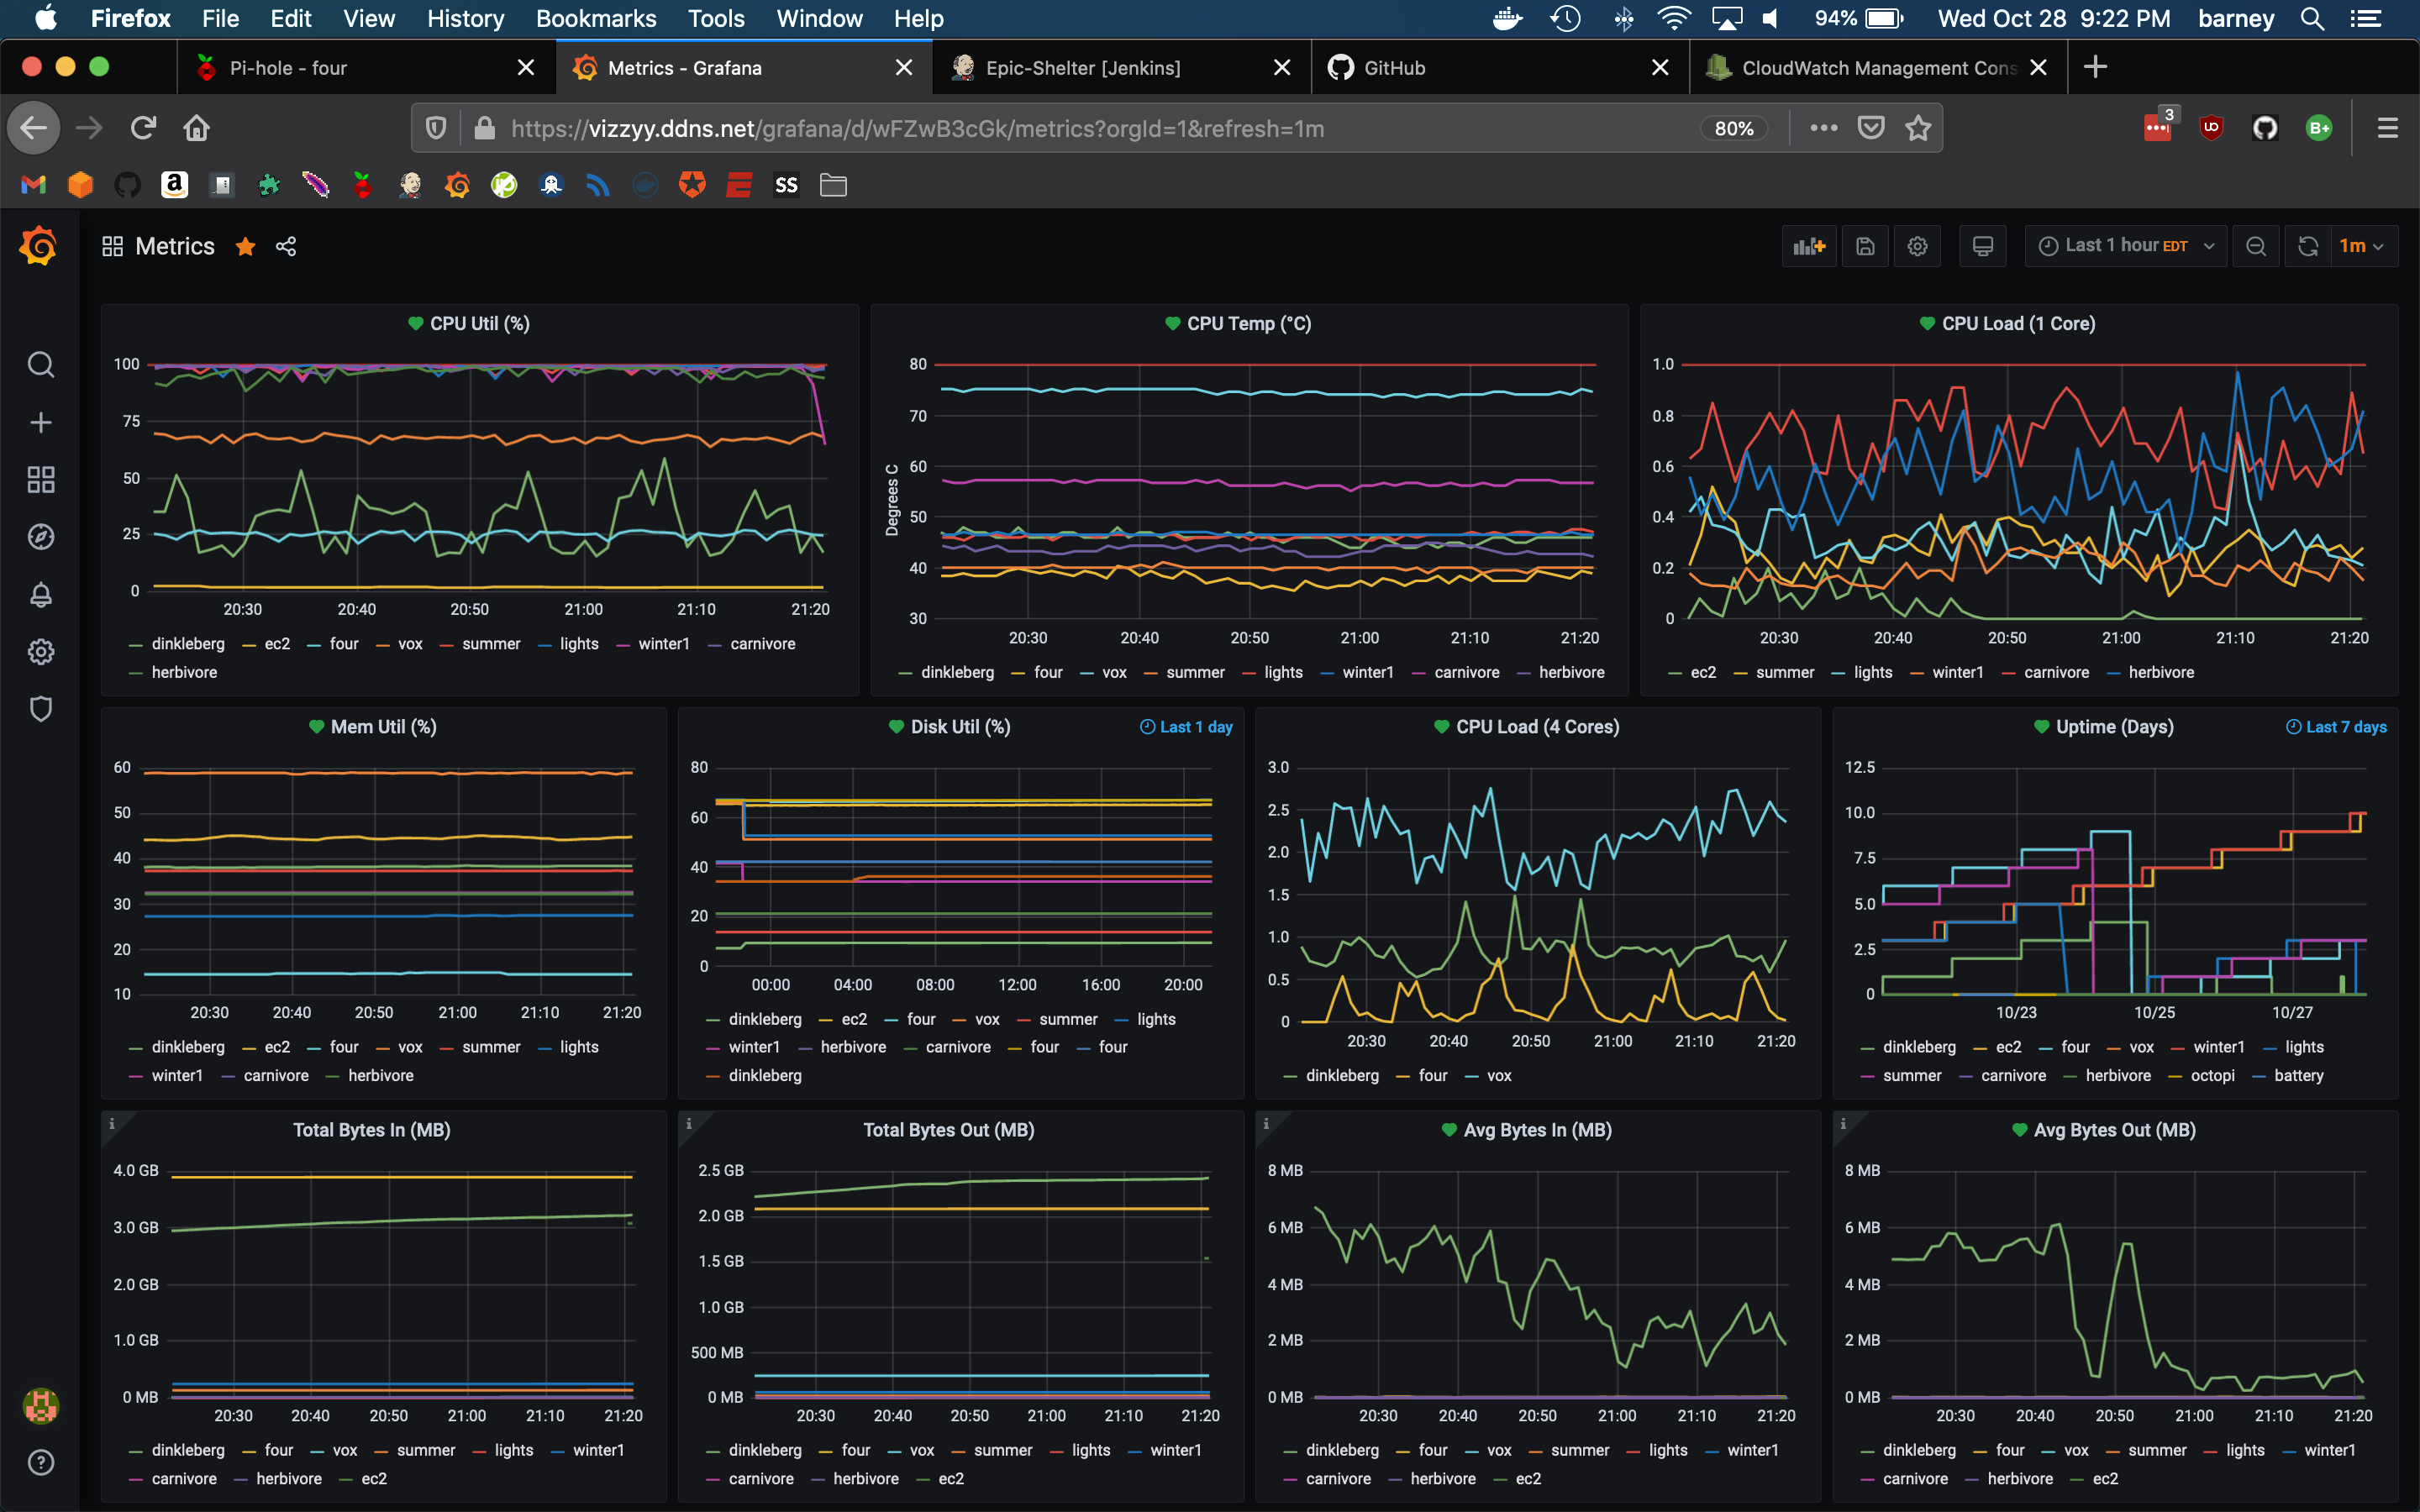 Firefox File Edit View History Bookmarks Tools Window Help 94% Wed Oct 28 9:22 PM barney
Pi-hole - four Metrics - Grafana Epic-Shelter [Jenkins] GitHub CloudWatch Management Cons
https://vizzyy.ddns.net/grafana/d/wFZwB3cGk/metrics?orgId=1&refresh=1m 80% 3 UO B+
a SS
Metrics Last 1 hour EDT 1m
CPU Util (%)
100
75
50
25
0
20:30 20:40 20:50 21:00 21:10 21:20
dinkleberg ec2 four vox summer lights winter1 carnivore
herbivore
CPU Temp (°C)
Degrees C
80
70
60
50
40
30
20:30 20:40 20:50 21:00 21:10 21:20
dinkleberg four vox summer lights winter1 carnivore herbivore
CPU Load (1 Core)
1.0
0.8
0.6
0.4
0.2
0
20:30 20:40 20:50 21:00 21:10 21:20
ec2 summer lights winter1 carnivore herbivore
Mem Util (%)
60
50
40
30
20
10
20:30 20:40 20:50 21:00 21:10 21:20
dinkleberg ec2 four vox summer lights
winter1 carnivore herbivore
Disk Util (%) Last 1 day
80
60
40
20
0
00:00 04:00 08:00 12:00 16:00 20:00
dinkleberg ec2 four vox summer lights
winter1 herbivore carnivore four four
dinkleberg
CPU Load (4 Cores)
3.0
2.5
2.0
1.5
1.0
0.5
0
20:30 20:40 20:50 21:00 21:10 21:20
dinkleberg four vox
Uptime (Days) Last 7 days
12.5
10.0
7.5
5.0
2.5
0
10/23 10/25 10/27
dinkleberg ec2 four vox winter1 lights
summer carnivore herbivore octopi battery
Total Bytes In (MB)
4.0 GB
3.0 GB
2.0 GB
1.0 GB
0 MB
20:30 20:40 20:50 21:00 21:10 21:20
dinkleberg four vox summer lights winter1
carnivore herbivore ec2
Total Bytes Out (MB)
2.5 GB
2.0 GB
1.5 GB
1.0 GB
500 MB
0 MB
20:30 20:40 20:50 21:00 21:10 21:20
dinkleberg four vox summer lights winter1
carnivore herbivore ec2
Avg Bytes In (MB)
8 MB
6 MB
4 MB
2 MB
0 MB
20:30 20:40 20:50 21:00 21:10 21:20
dinkleberg four vox summer lights winter1
carnivore herbivore ec2
Avg Bytes Out (MB)
8 MB
6 MB
4 MB
2 MB
0 MB
20:30 20:40 20:50 21:00 21:10 21:20
dinkleberg four vox summer lights winter1
carnivore herbivore ec2